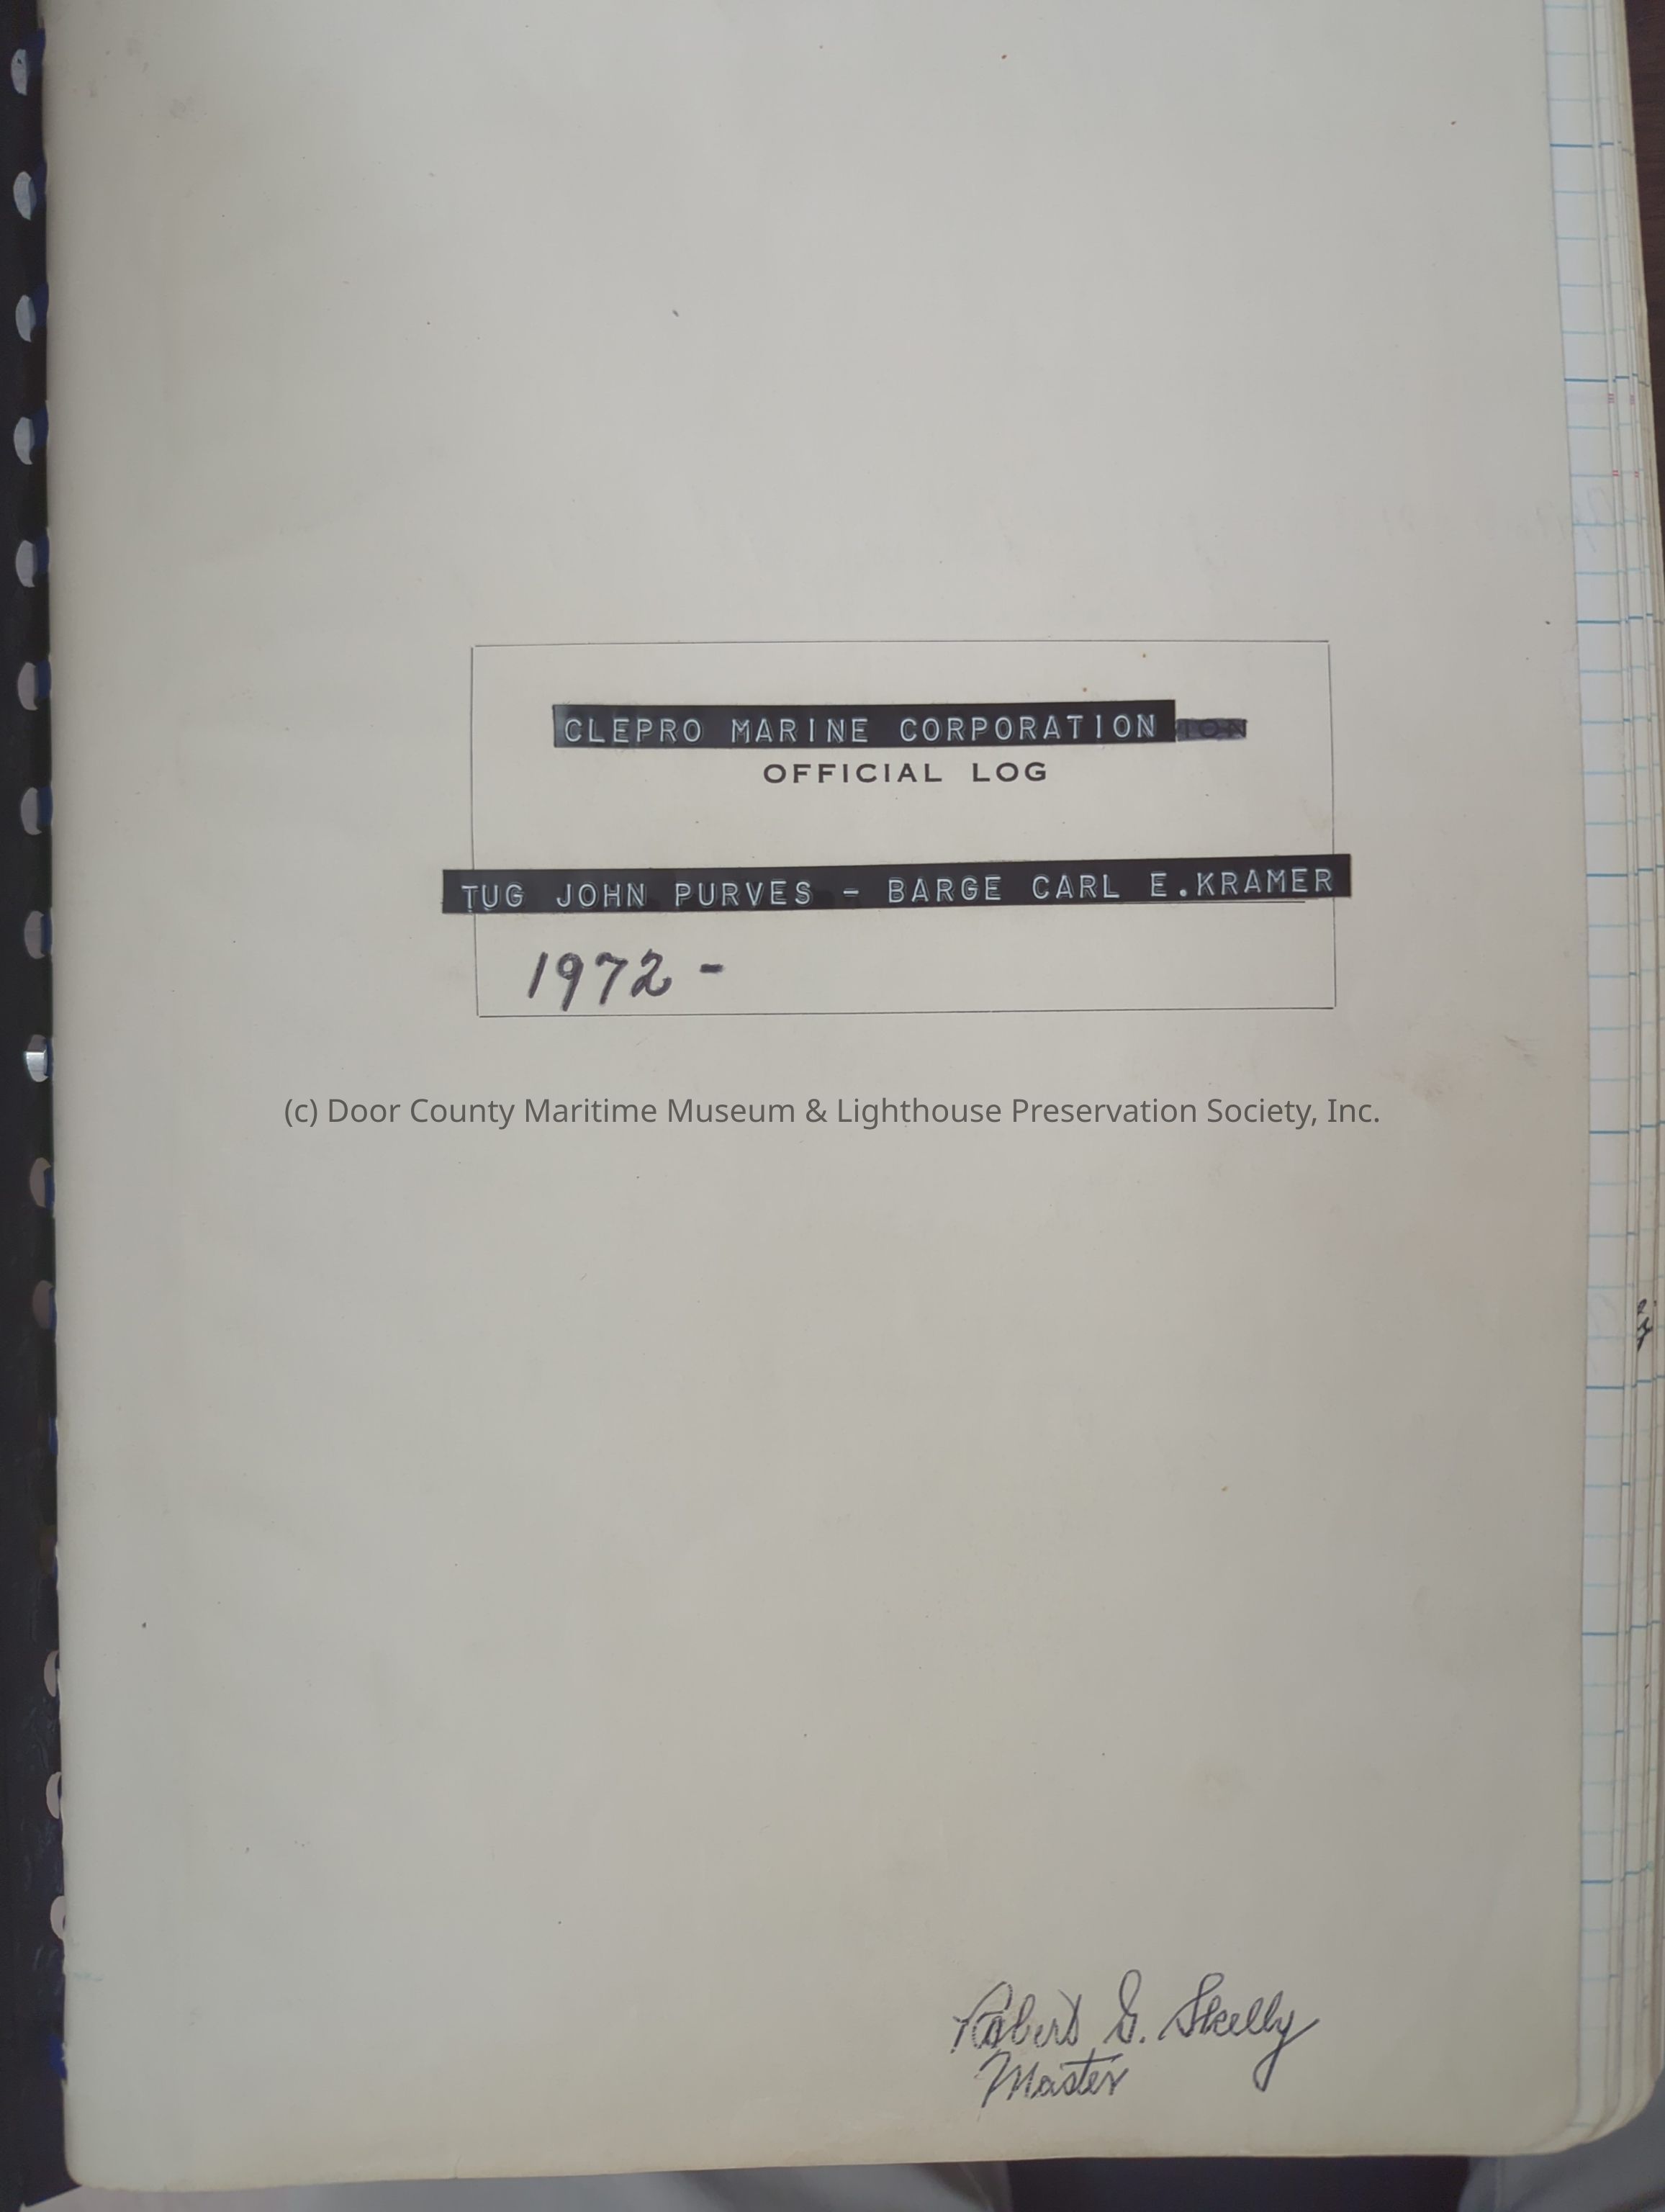 CLEPRO MARINE CORPORATION ION
OFFICIAL LOG
TUG JOHN PURVES - BARGE CARL E.KRAMER
1972 -
(c) Door County Maritime Museum & Lighthouse Preservation Society, Inc.
Robert G. Skelly
Master